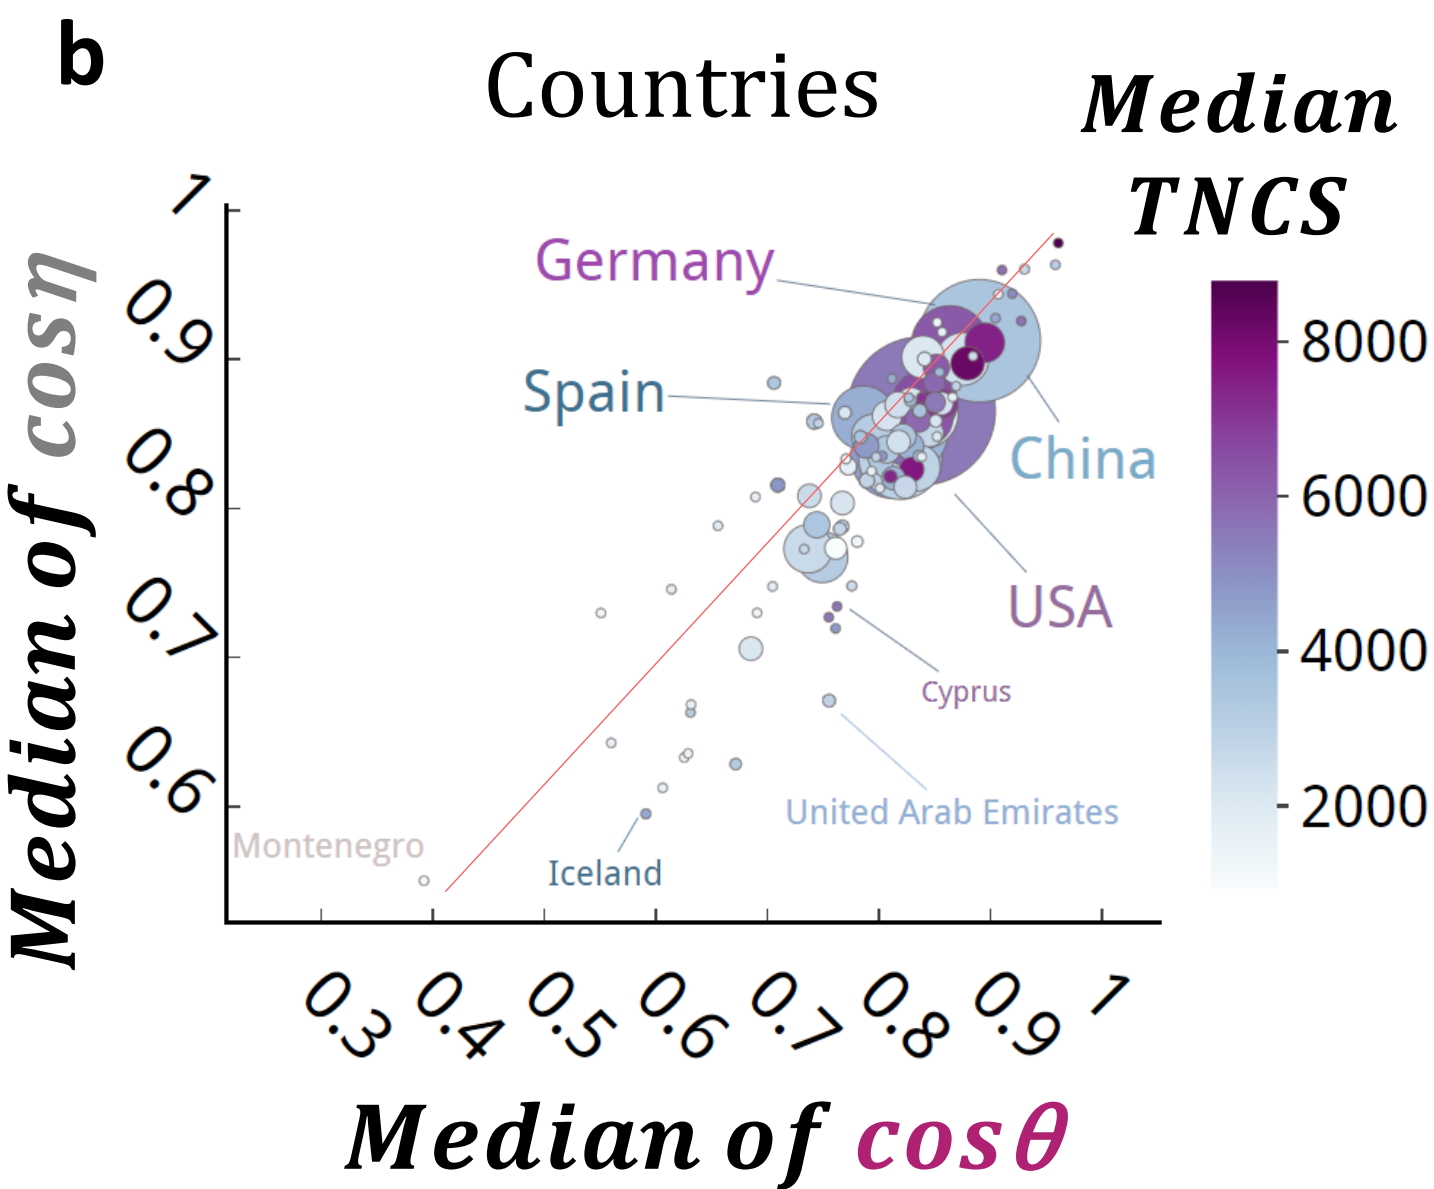 b
Countries
Median
TNCS
Median of cosη
1
0.9
0.8
0.7
0.6
Germany
Spain
China
USA
Cyprus
United Arab Emirates
Iceland
Montenegro
8000
6000
4000
2000
0.3
0.4
0.5
0.6
0.7
0.8
0.9
1
Median of cosθ